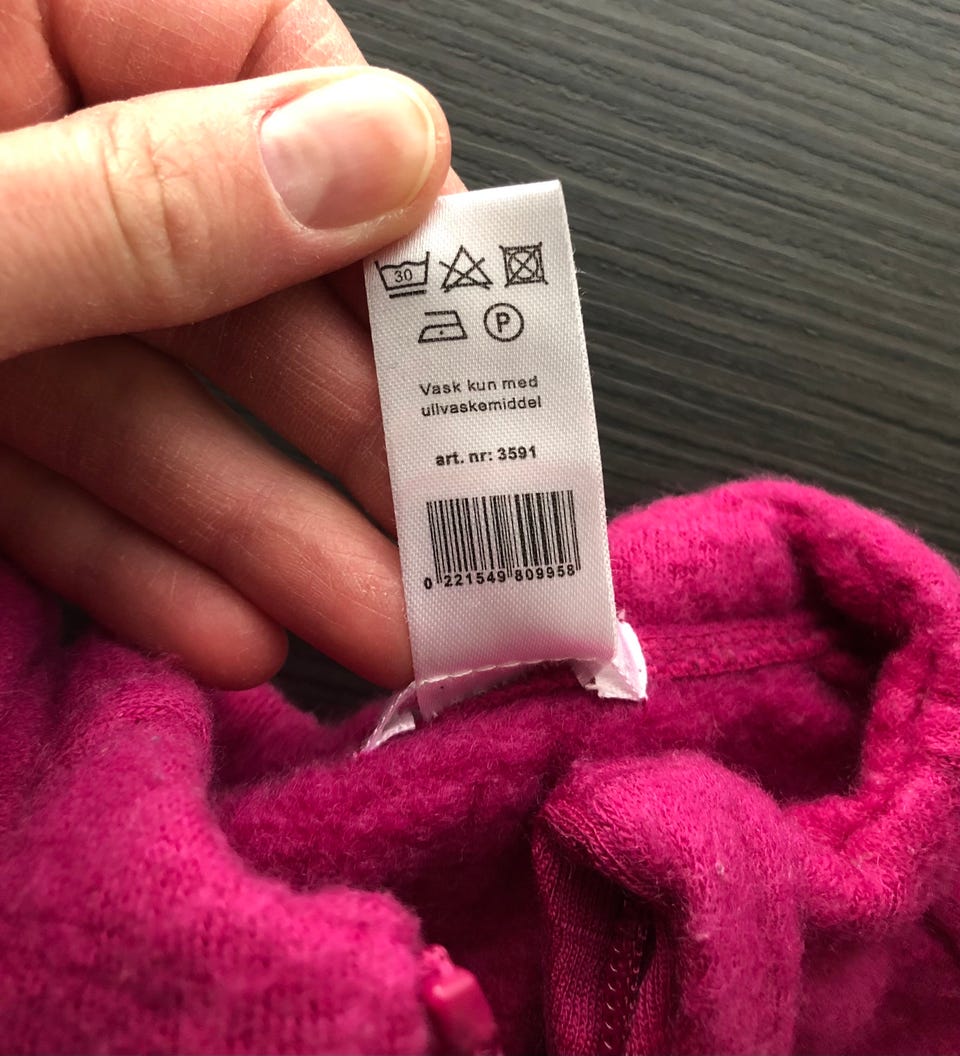 30
P
Vask kun med
ullvaskemiddel
art. nr: 3591
0 221549 809958